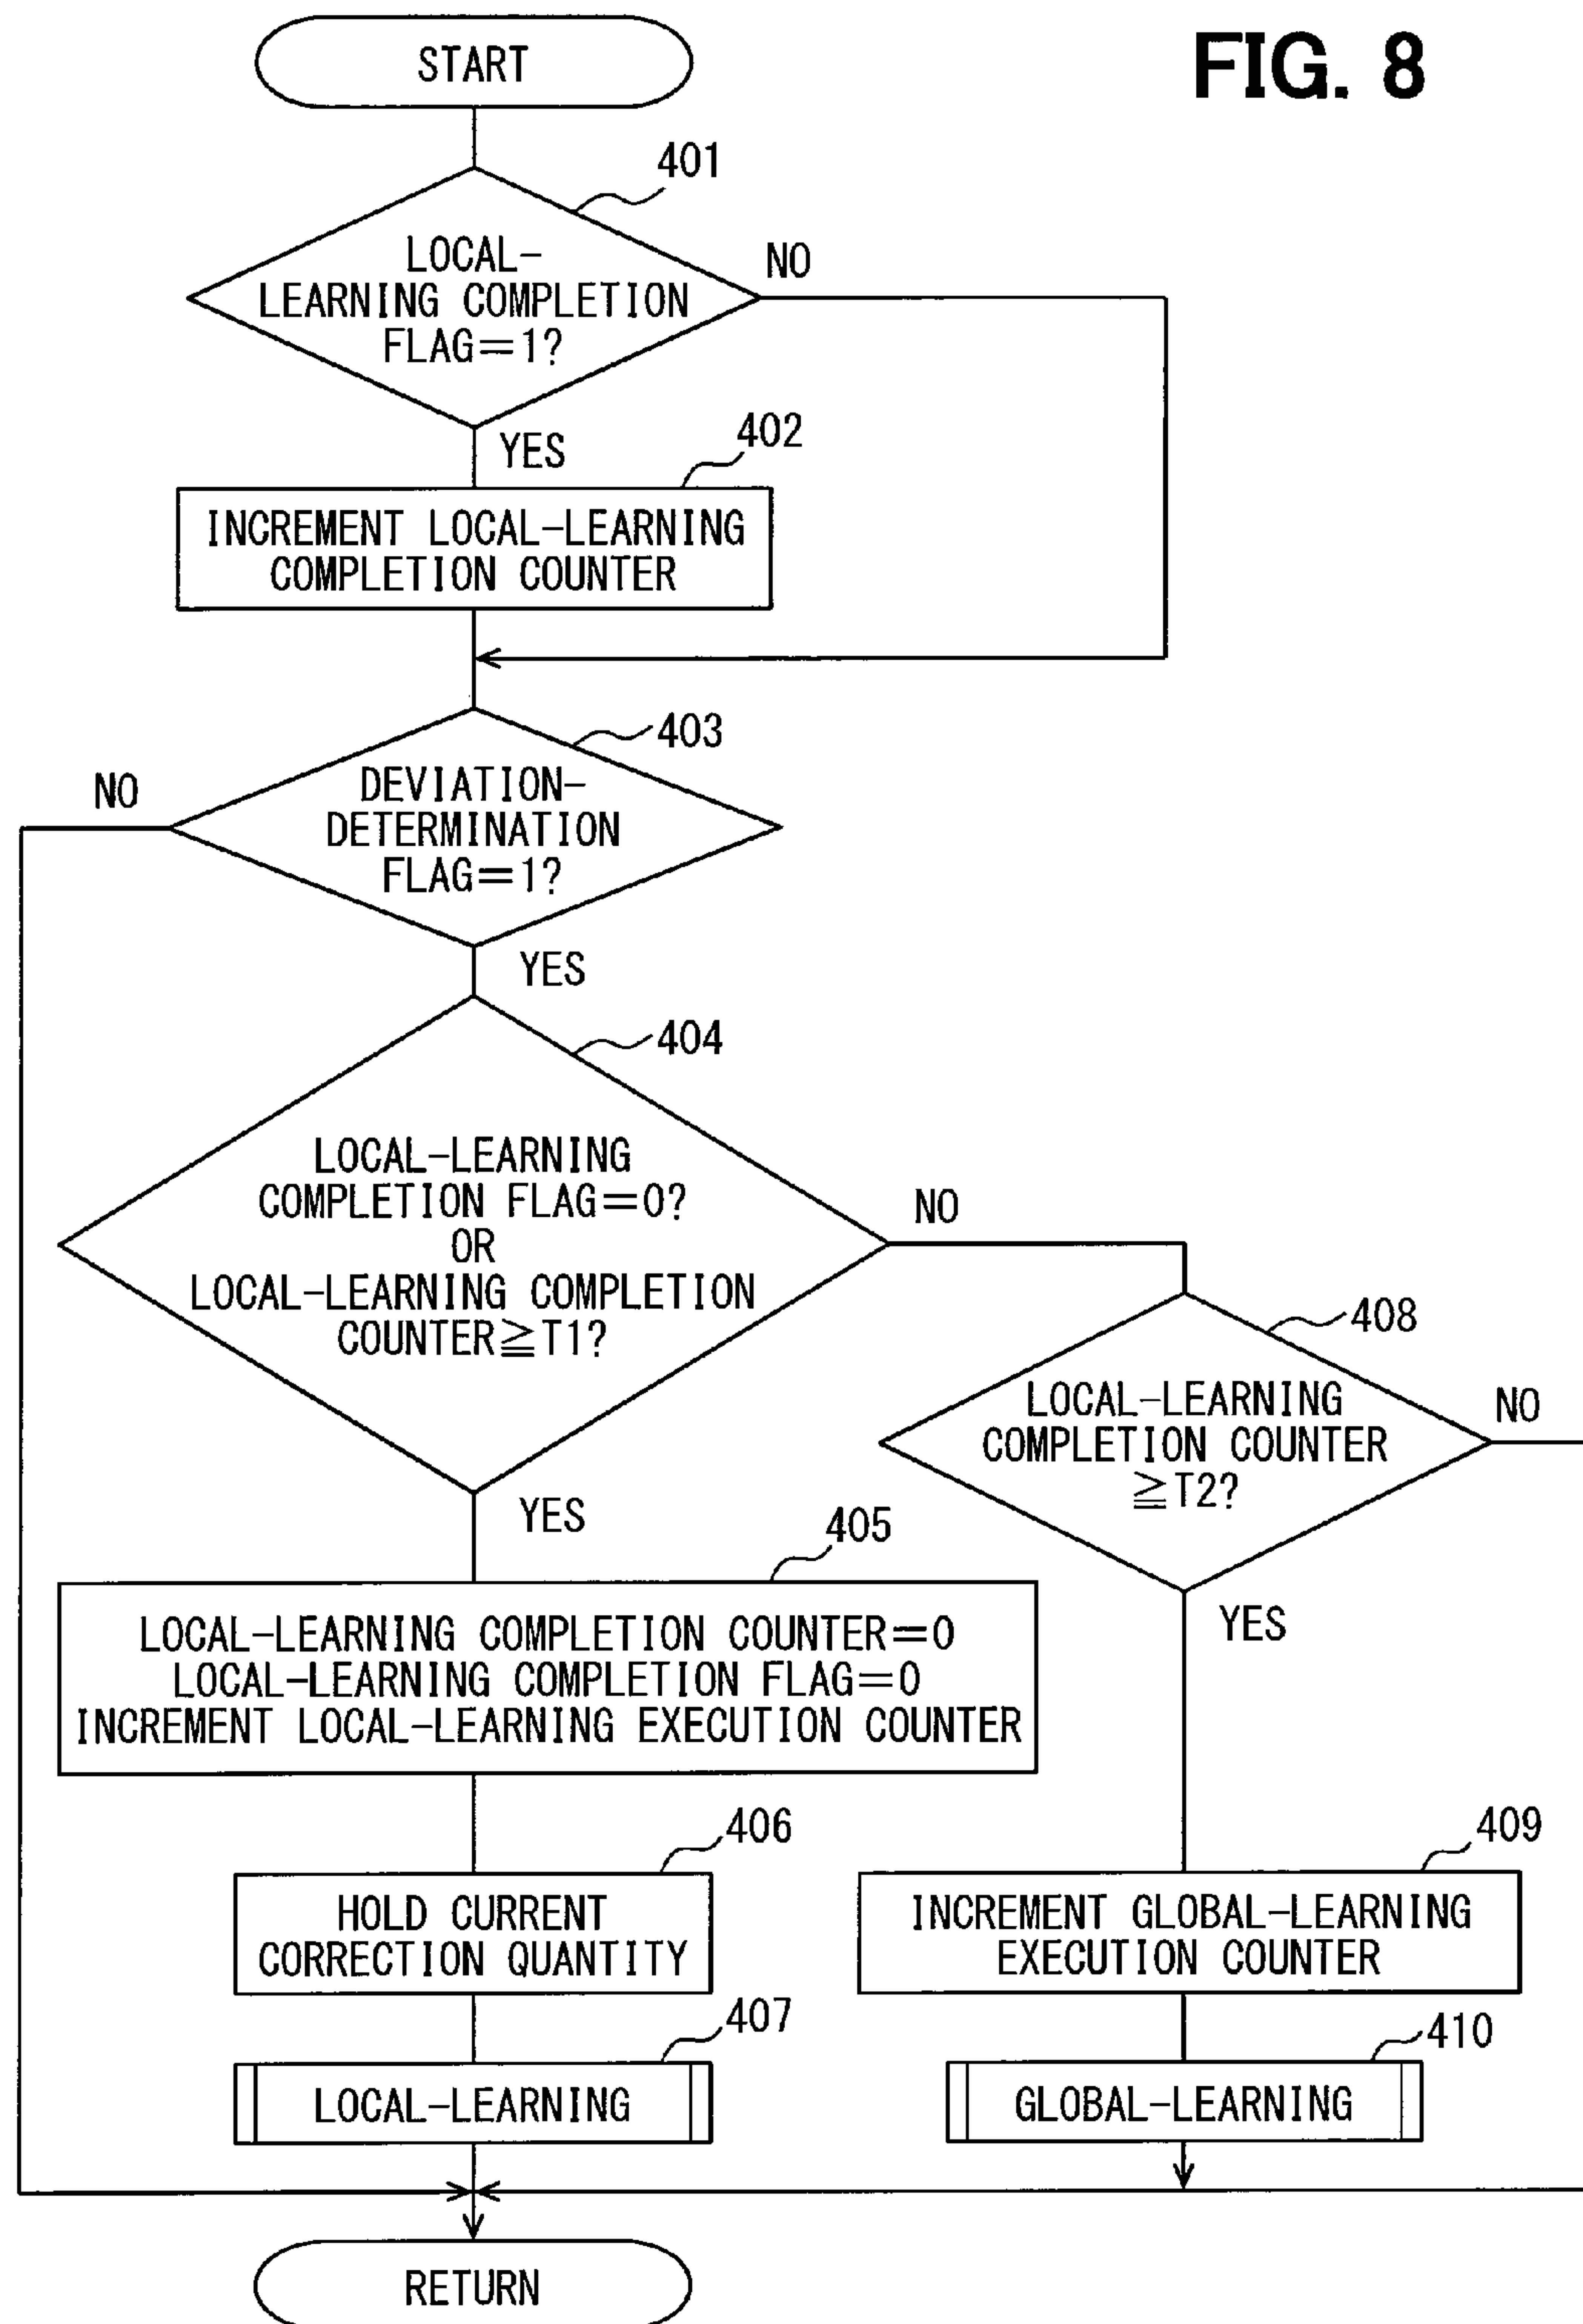 FIG. 8
START
401
LOCAL-
LEARNING COMPLETION
FLAG=1?
NO
YES
402
INCREMENT LOCAL-LEARNING
COMPLETION COUNTER
403
NO
DEVIATION-
DETERMINATION
FLAG=1?
YES
404
LOCAL-LEARNING
COMPLETION FLAG=0?
OR
LOCAL-LEARNING COMPLETION
COUNTER≧T1?
NO
YES
408
LOCAL-LEARNING
COMPLETION COUNTER
≧T2?
NO
YES
405
LOCAL-LEARNING COMPLETION COUNTER=0
LOCAL-LEARNING COMPLETION FLAG=0
INCREMENT LOCAL-LEARNING EXECUTION COUNTER
406
HOLD CURRENT
CORRECTION QUANTITY
409
INCREMENT GLOBAL-LEARNING
EXECUTION COUNTER
407
LOCAL-LEARNING
410
GLOBAL-LEARNING
RETURN